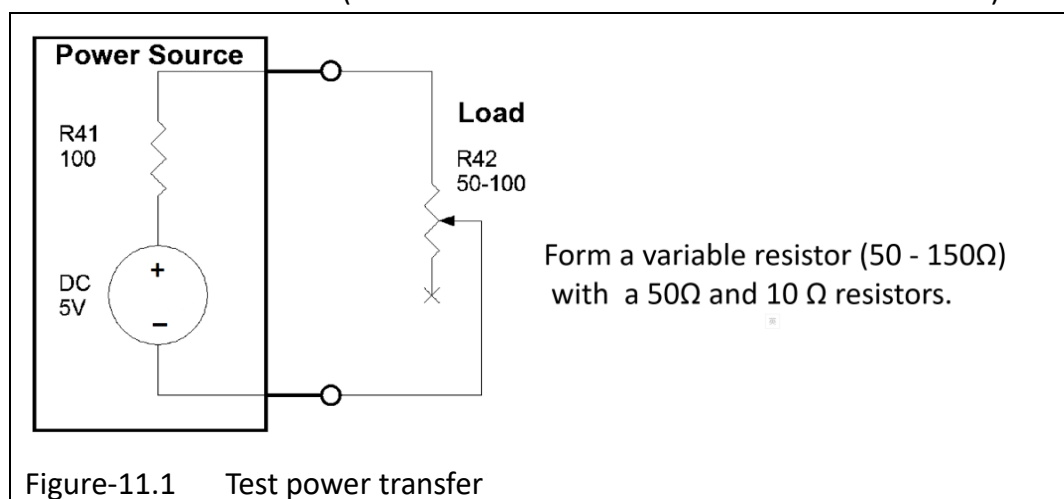 Power Source
R41
100
DC
5V
+
−
Load
R42
50-100
Form a variable resistor (50 - 150Ω)
with a 50Ω and 10 Ω resistors.
Figure-11.1 Test power transfer